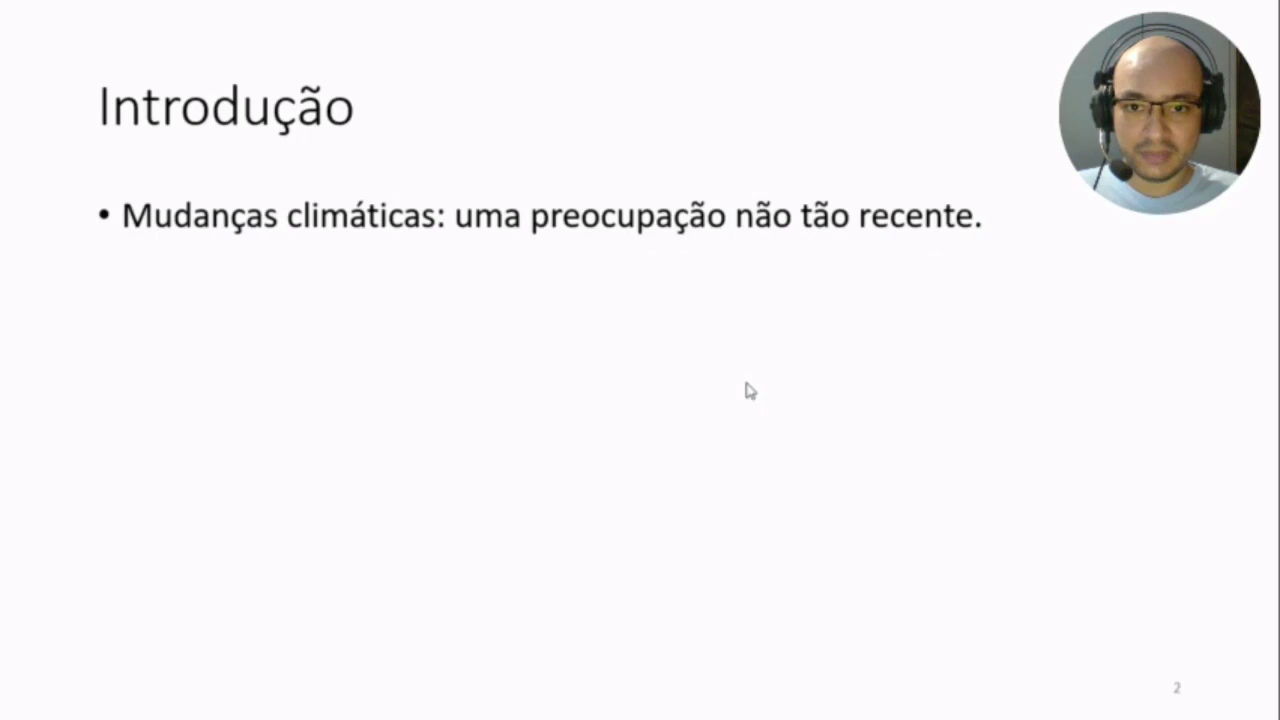 Introdução
• Mudanças climáticas: uma preocupação não tão recente.
2